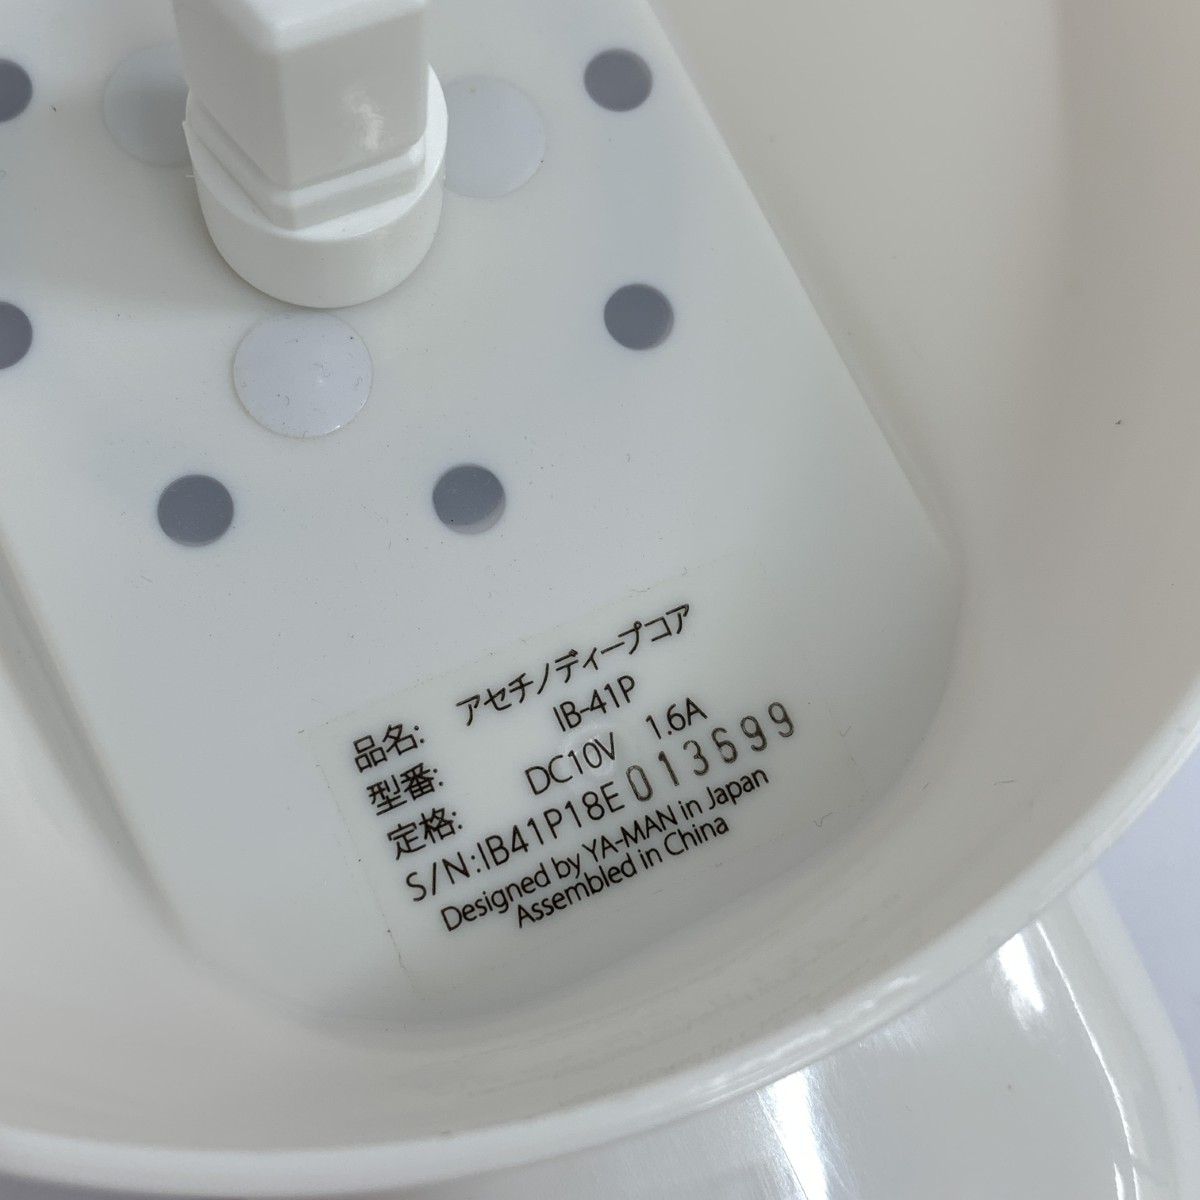 品名: アセチノディープコア
型番: IB-41P
定格: DC10V 1.6A
S/N:IB41P18E013699
Designed by YA-MAN in Japan
Assembled in China